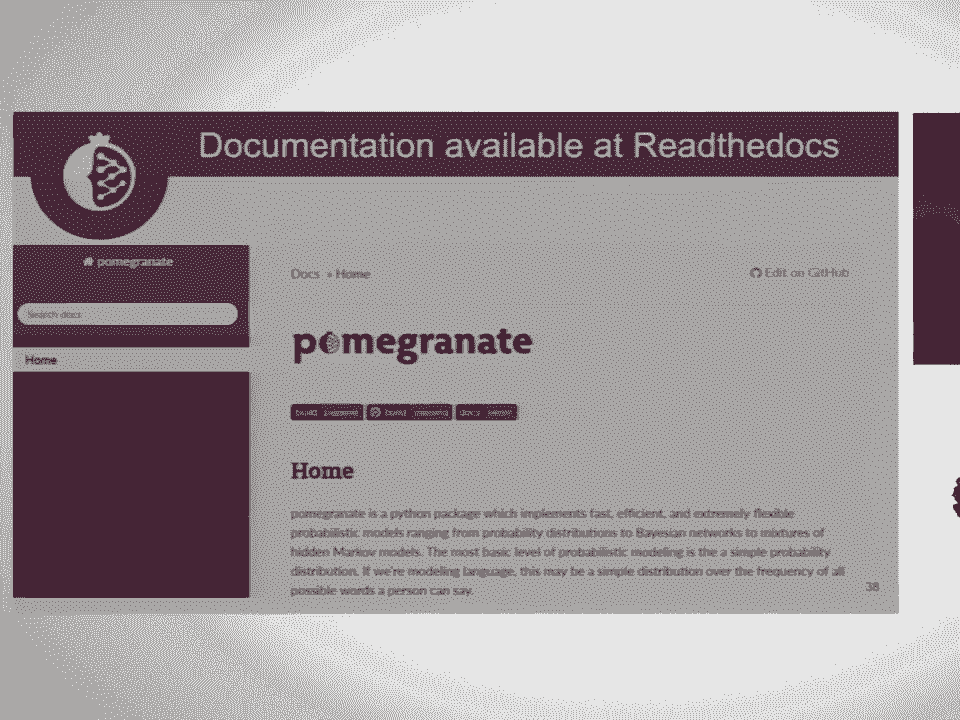 Documentation available at Readthedocs
pomegranate
Docs » Home
Edit on GitHub
Search docs
pomegranate
Home
build
build
docs
Home
pomegranate is a python package which implements fast, efficient, and extremely flexible
probabilistic models ranging from probability distributions to Bayesian networks to mixtures of
hidden Markov models. The most basic level of probabilistic modeling is the a simple probability
distribution. If we're modeling language, this may be a simple distribution over the frequency of all
possible words a person can say.
38